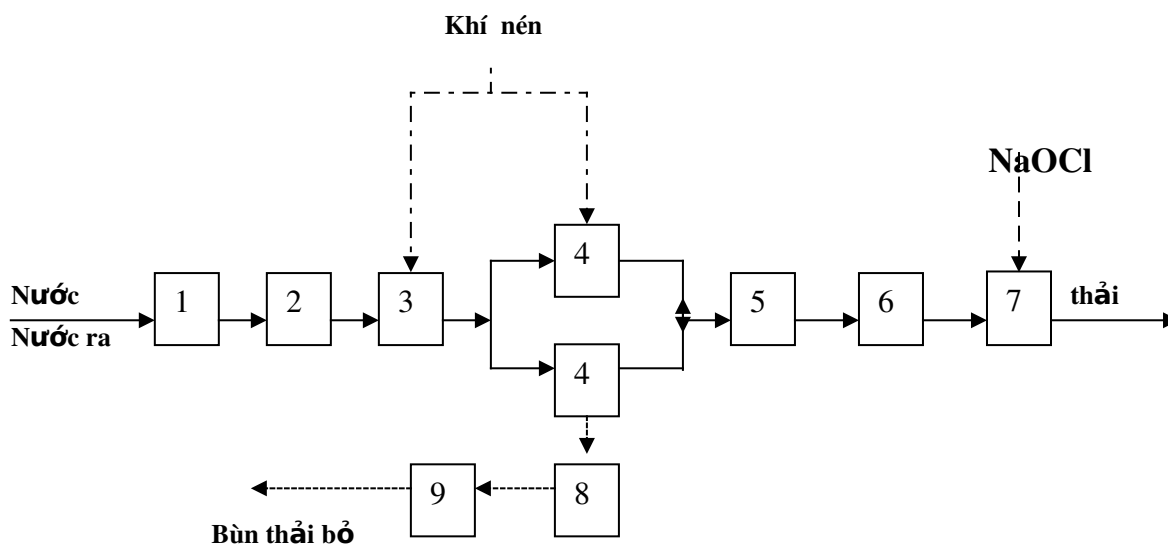 Khí nén
NaOCl
4
Nước
1
2
3
5
6
7
thải
Nước ra
4
9
8
Bùn thải bỏ